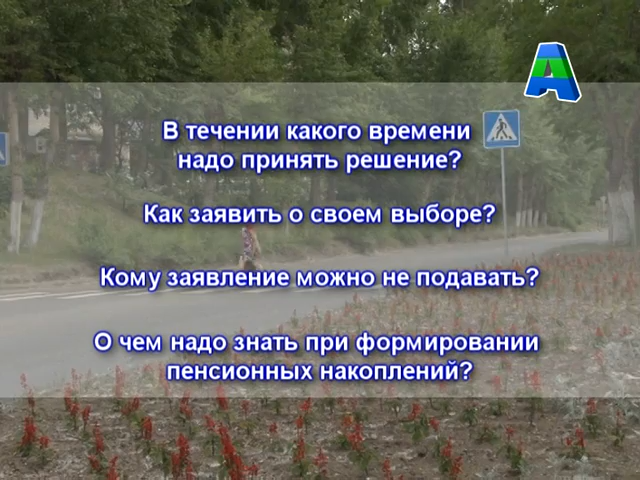 А
В течении какого времени
надо принять решение?
Как заявить о своем выборе?
Кому заявление можно не подавать?
О чем надо знать при формировании
пенсионных накоплений?